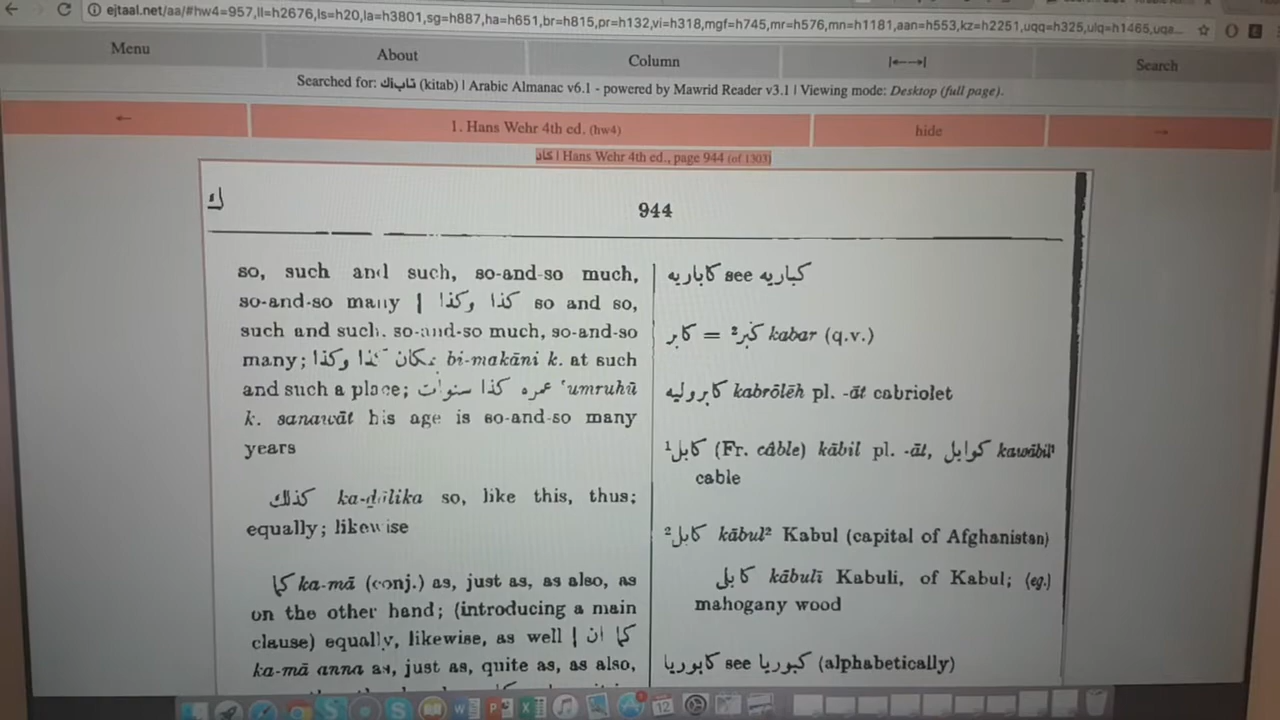 ejtaal.net/aa/#hw4=957,ll=h2676,ls=h20,la=h3801,sg=h887,ha=h651,br=h815,pr=h132,vi=h318,mgf=h745,mr=h576,mn=h1181,aan=h553,kz=h2251,uqq=h325,ulq=h1465,uqa...
Menu About Column |←--→| Search
Searched for: كاتاب (kitab) | Arabic Almanac v6.1 - powered by Mawrid Reader v3.1 | Viewing mode: Desktop (full page).
← 1. Hans Wehr 4th ed. (hw4) hide →
كاد | Hans Wehr 4th ed., page 944 (of 1303)
ك
944
so, such and such, so-and-so much,
so-and-so many | كذا وكذا so and so,
such and such, so-and-so much, so-and-so
many; بمكان كذا وكذا bi-makāni k. at such
and such a place; عمره كذا سنوات ʿumruhū
k. sanawāt his age is so-and-so many
years
كذلك ka-ḏālika so, like this, thus;
equally; likewise
كما ka-mā (conj.) as, just as, as also, as
on the other hand; (introducing a main
clause) equally, likewise, as well | كما ان
ka-mā anna as, just as, quite as, as also,
كباريه see كاباريه
كابر = كبر² kabar (q.v.)
كابروليه kabrōlēh pl. -āt cabriolet
كابل¹ (Fr. câble) kābil pl. -āt, كوابل kawābil²
cable
كابل² kābul² Kabul (capital of Afghanistan)
كابلى kābulī Kabuli, of Kabul; (eg.)
mahogany wood
كابوريا see كبوريا (alphabetically)